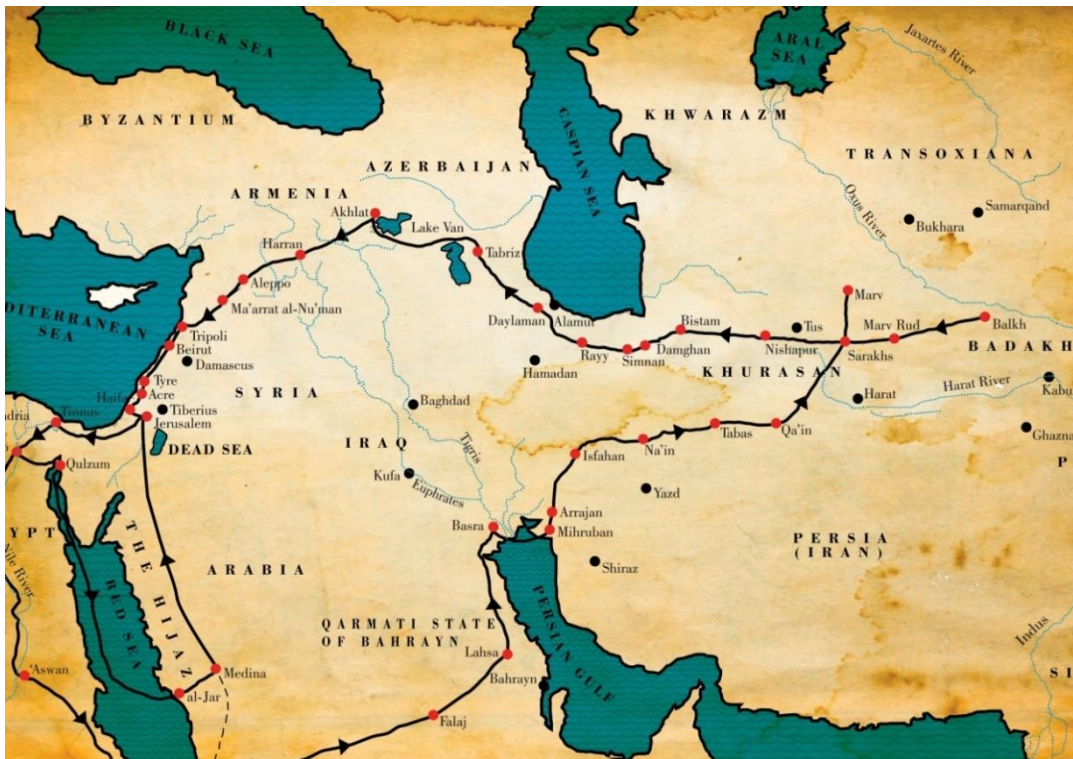 BLACK SEA
ARAL
SEA
Jaxartes River
BYZANTIUM
CASPIAN SEA
KHWARAZM
TRANSOXIANA
AZERBAIJAN
ARMENIA
Akhlat
Lake Van
Oxus River
Samarqand
Bukhara
Harran
Tabriz
Aleppo
Ma'arrat al-Nu'man
DITERRANEAN
SEA
Marv
Daylaman
Alamut
Bistam
Tus
Marv Rud
Balkh
Tripoli
Beirut
Damascus
Rayy
Simnan
Damghan
Nishapur
Sarakhs
BADAKH
Hamadan
KHURASAN
Harat River
Kabu
Tyre
Acre
SYRIA
Harat
Haifa
Tiberius
Jerusalem
Baghdad
ndria
Tinnus
Tabas
Qa'in
Ghazna
DEAD SEA
IRAQ
Tigris
Na'in
Isfahan
Qulzum
Kufa
Euphrates
Yazd
P
Arrajan
Basra
Mihruban
YPT
THE HIJAZ
PERSIA
(IRAN)
Nile River
RED SEA
ARABIA
Shiraz
PERSIAN GULF
QARMATI STATE
OF BAHRAYN
Indus
Lahsa
'Aswan
Medina
Bahrayn
SI
al-Jar
Falaj